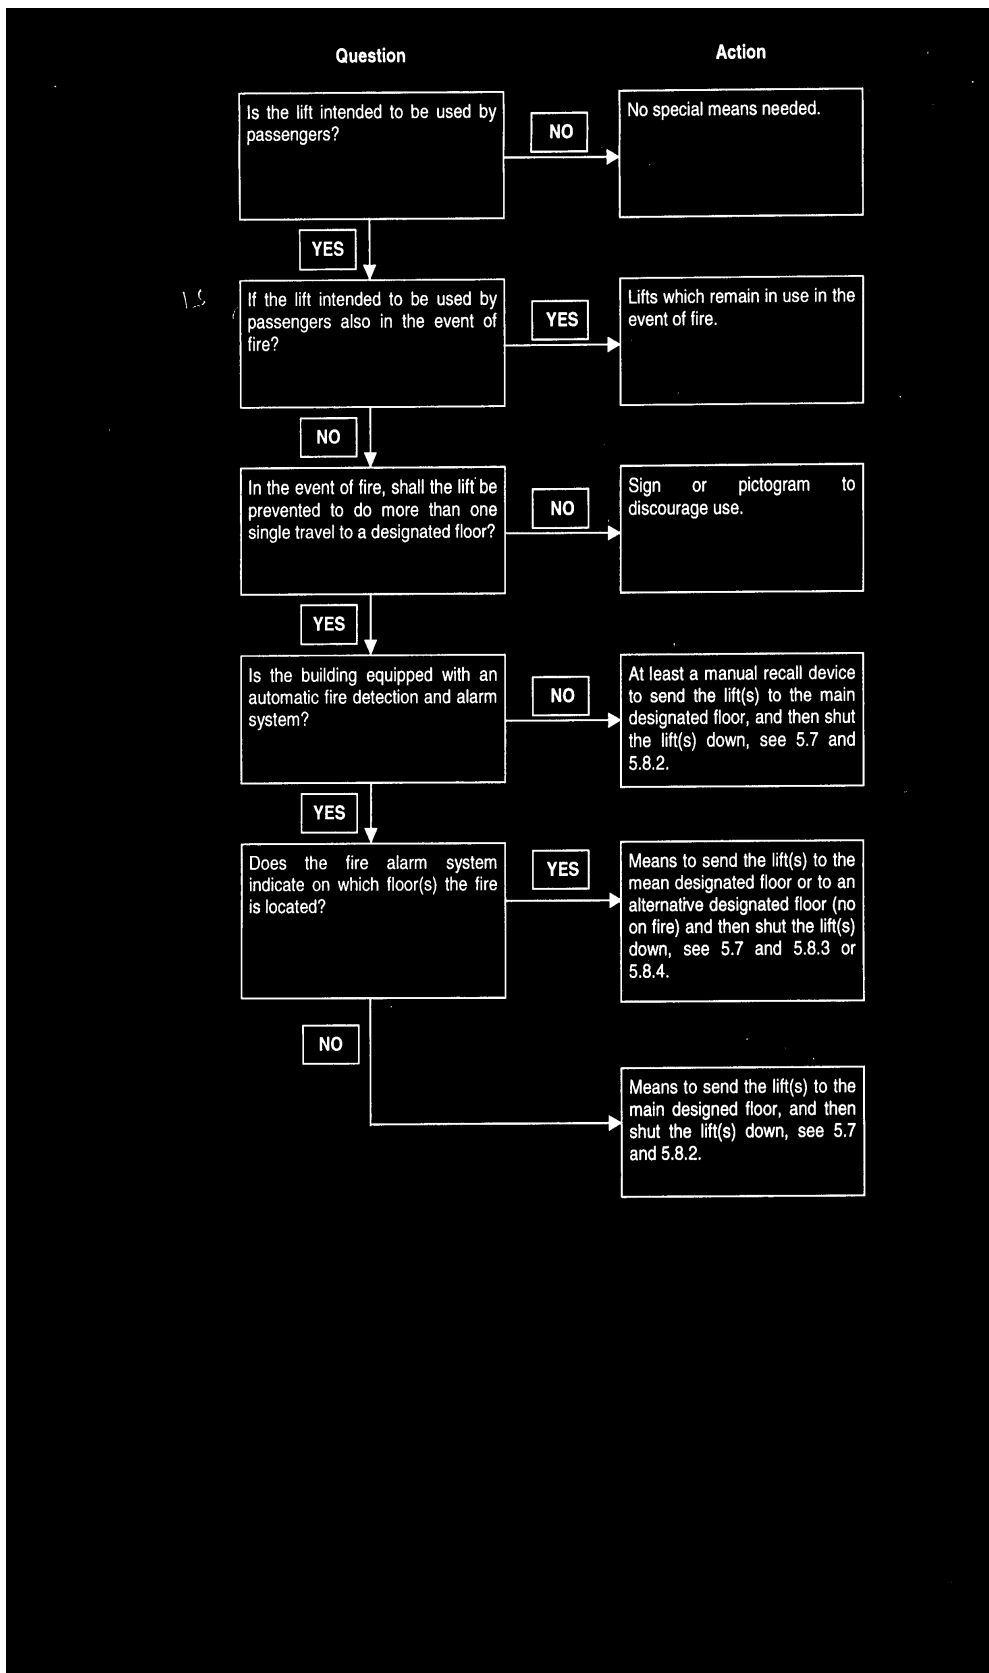 Question
Action
Is the lift intended to be used by
passengers?
NO
No special means needed.
YES
Is
If the lift intended to be used by
passengers also in the event of
fire?
YES
Lifts which remain in use in the
event of fire.
NO
In the event of fire, shall the lift be
prevented to do more than one
single travel to a designated floor?
NO
Sign or pictogram to
discourage use.
YES
Is the building equipped with an
automatic fire detection and alarm
system?
NO
At least a manual recall device
to send the lift(s) to the main
designated floor, and then shut
the lift(s) down, see 5.7 and
5.8.2.
YES
Does the fire alarm system
indicate on which floor(s) the fire
is located?
YES
Means to send the lift(s) to the
mean designated floor or to an
alternative designated floor (no
on fire) and then shut the lift(s)
down, see 5.7 and 5.8.3 or
5.8.4.
NO
Means to send the lift(s) to the
main designed floor, and then
shut the lift(s) down, see 5.7
and 5.8.2.